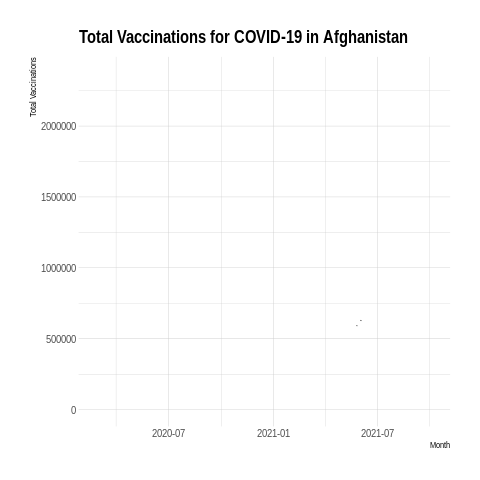 Total Vaccinations for COVID-19 in Afghanistan
Total Vaccinations
2000000
1500000
1000000
500000
0
2020-07 2021-01 2021-07
Month